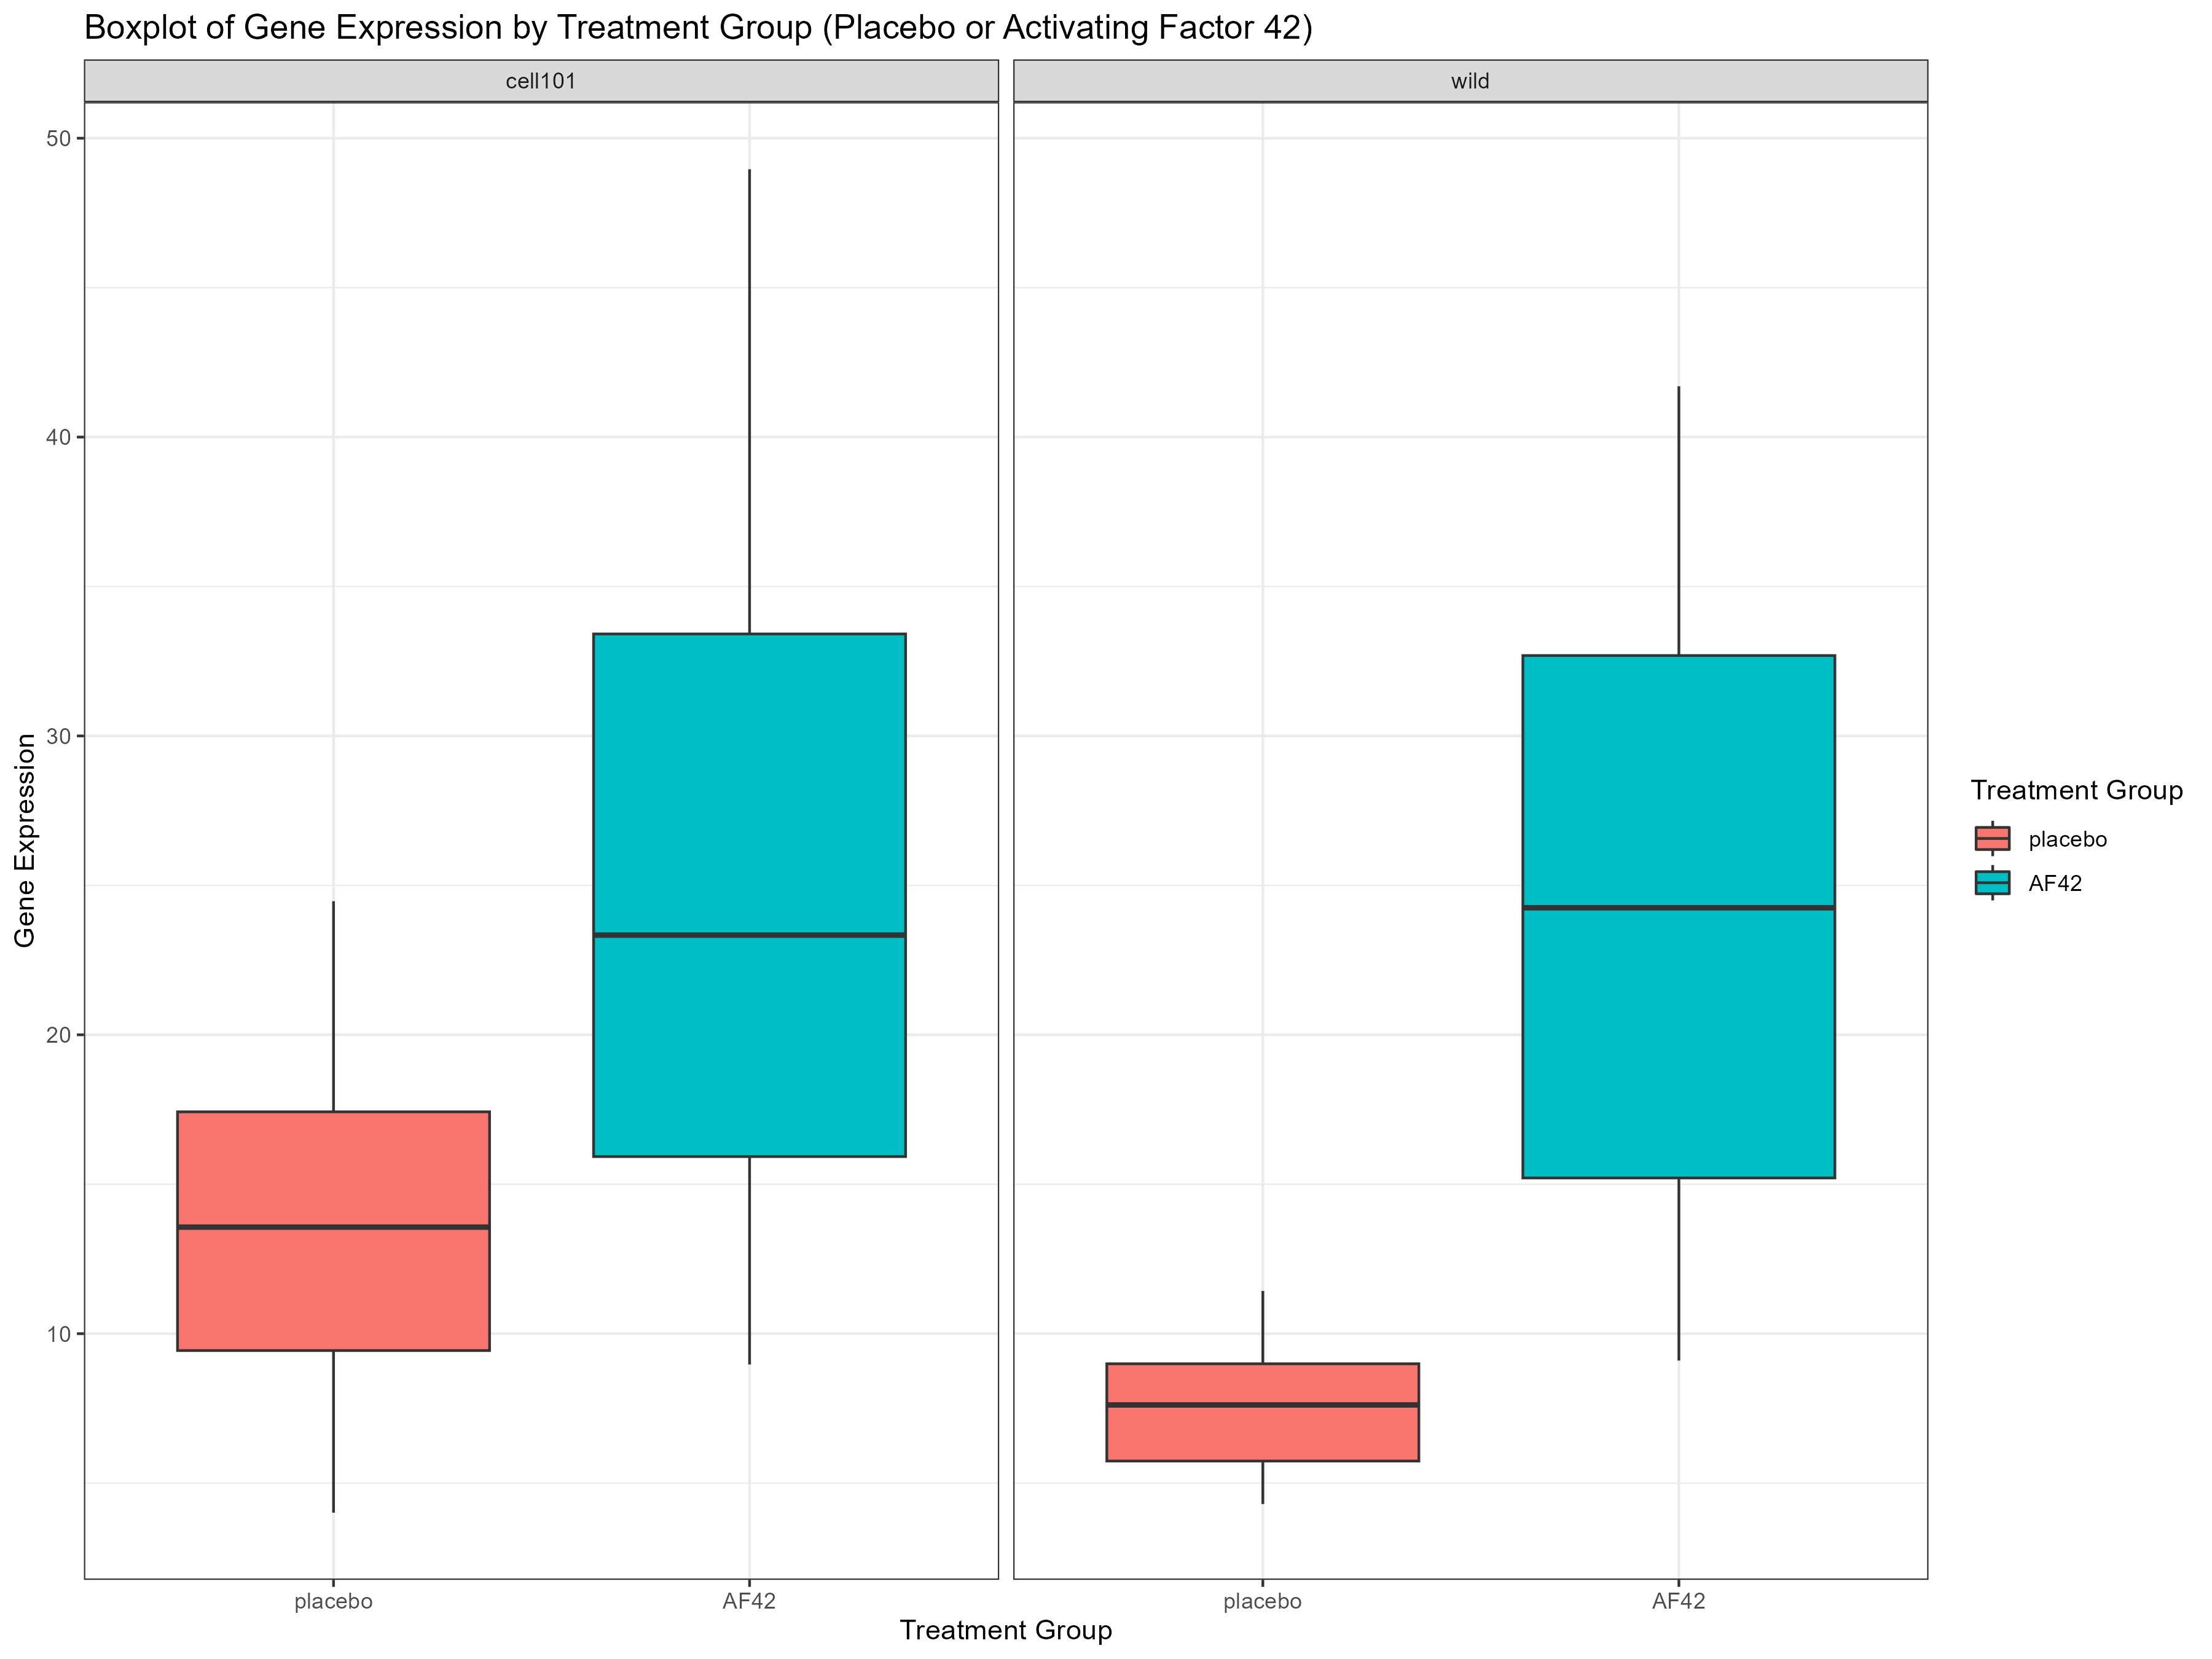 Boxplot of Gene Expression by Treatment Group (Placebo or Activating Factor 42)
cell101
wild
50
40
30
20
10
Gene Expression
placebo
AF42
placebo
AF42
Treatment Group
Treatment Group
placebo
AF42